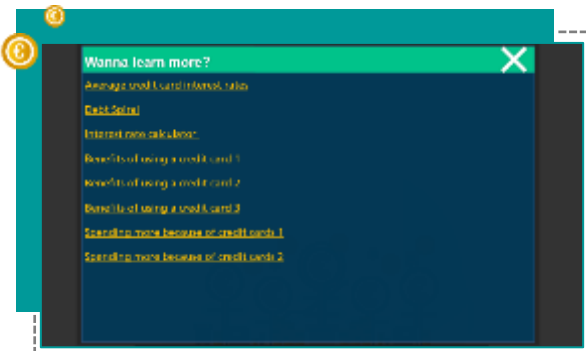 Wanna learn more?
Average credit card interest rates
Debt Spiral
Interest rate calculator
Benefits of using a credit card 1
Benefits of using a credit card 2
Benefits of using a credit card 3
Spending more because of credit cards 1
Spending more because of credit cards 2